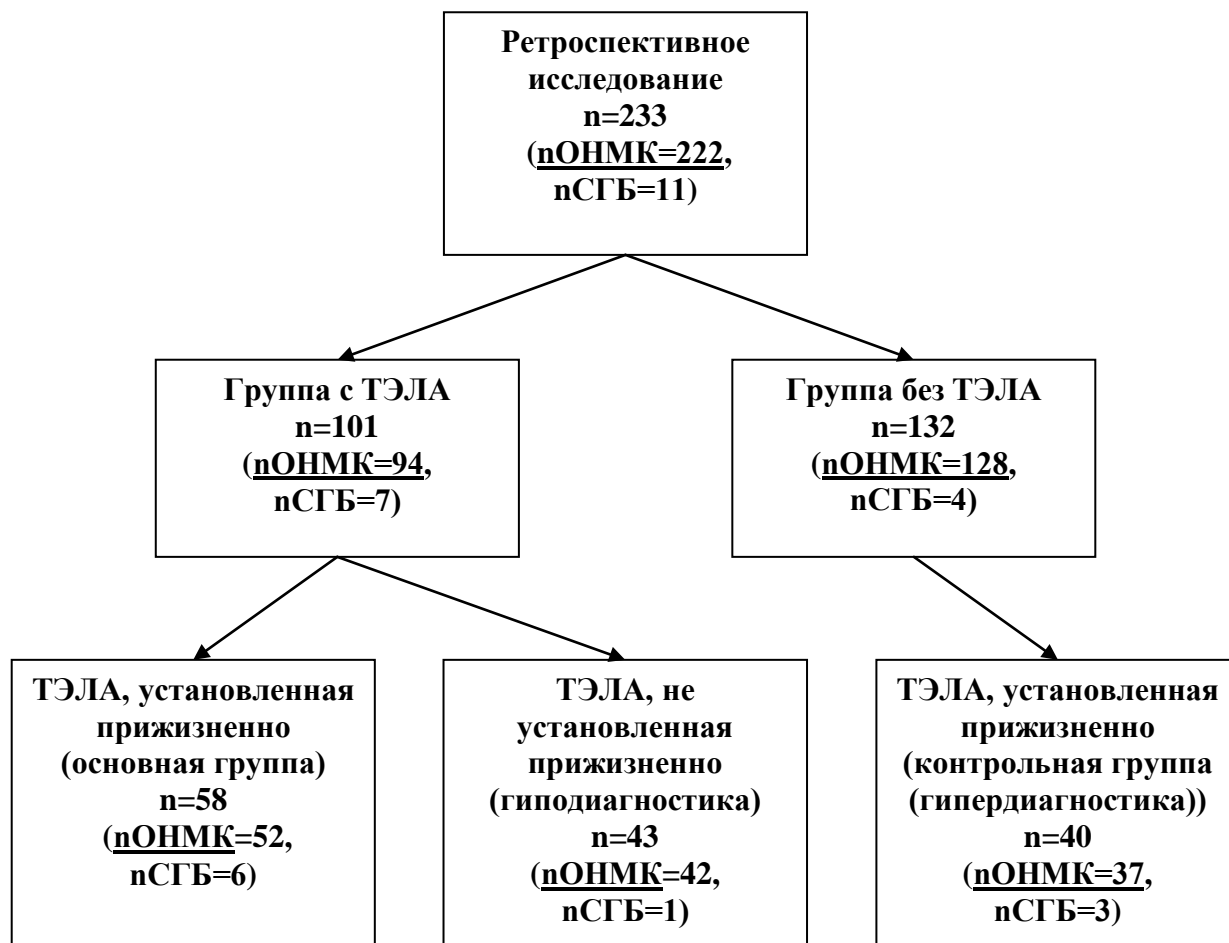 Ретроспективное
исследование
n=233
(nОНМК=222,
nСГБ=11)
Группа с ТЭЛА
n=101
(nОНМК=94,
nСГБ=7)
Группа без ТЭЛА
n=132
(nОНМК=128,
nСГБ=4)
ТЭЛА, установленная
прижизненно
(основная группа)
n=58
(nОНМК=52,
nСГБ=6)
ТЭЛА, не
установленная
прижизненно
(гиподиагностика)
n=43
(nОНМК=42,
nСГБ=1)
ТЭЛА, установленная
прижизненно
(контрольная группа
(гипердиагностика))
n=40
(nОНМК=37,
nСГБ=3)